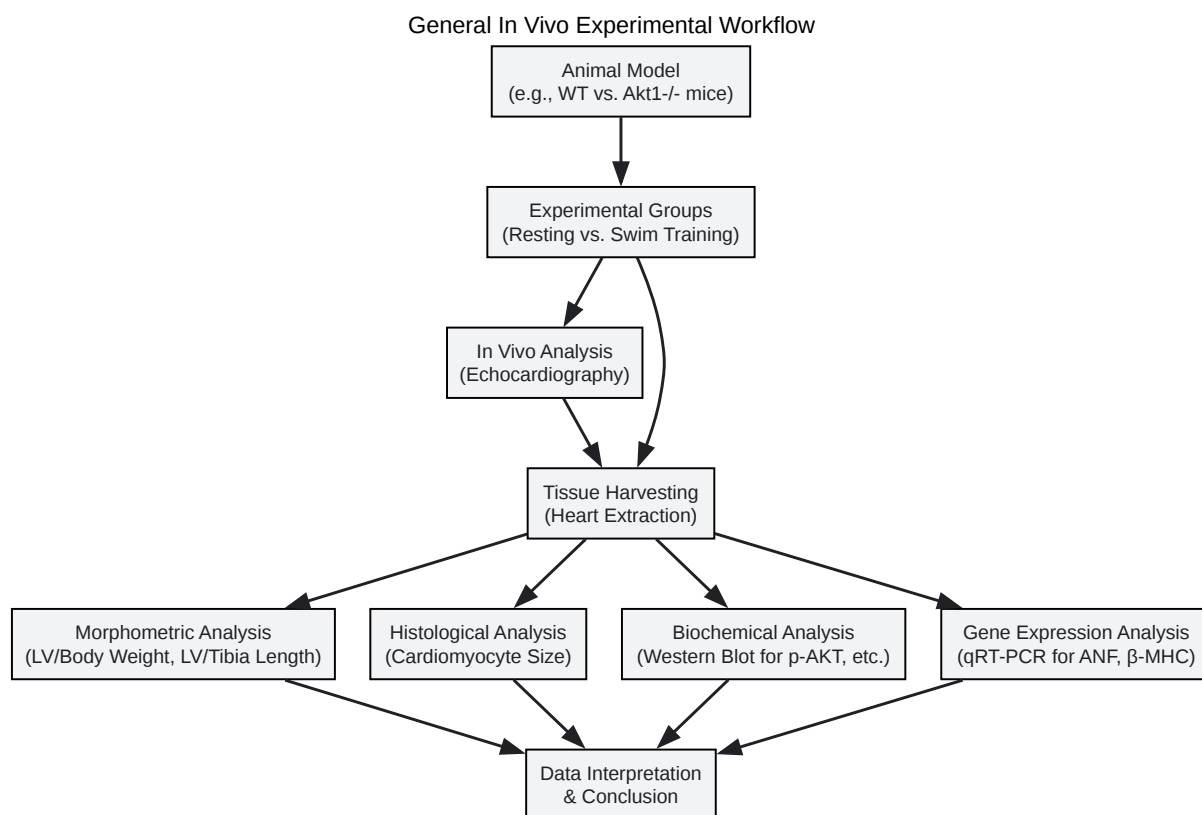 General In Vivo Experimental Workflow
Animal Model
(e.g., WT vs. Akt1-/- mice)
Experimental Groups
(Resting vs. Swim Training)
In Vivo Analysis
(Echocardiography)
Tissue Harvesting
(Heart Extraction)
Morphometric Analysis
(LV/Body Weight, LV/Tibia Length)
Histological Analysis
(Cardiomyocyte Size)
Biochemical Analysis
(Western Blot for p-AKT, etc.)
Gene Expression Analysis
(qRT-PCR for ANF, β-MHC)
Data Interpretation
& Conclusion